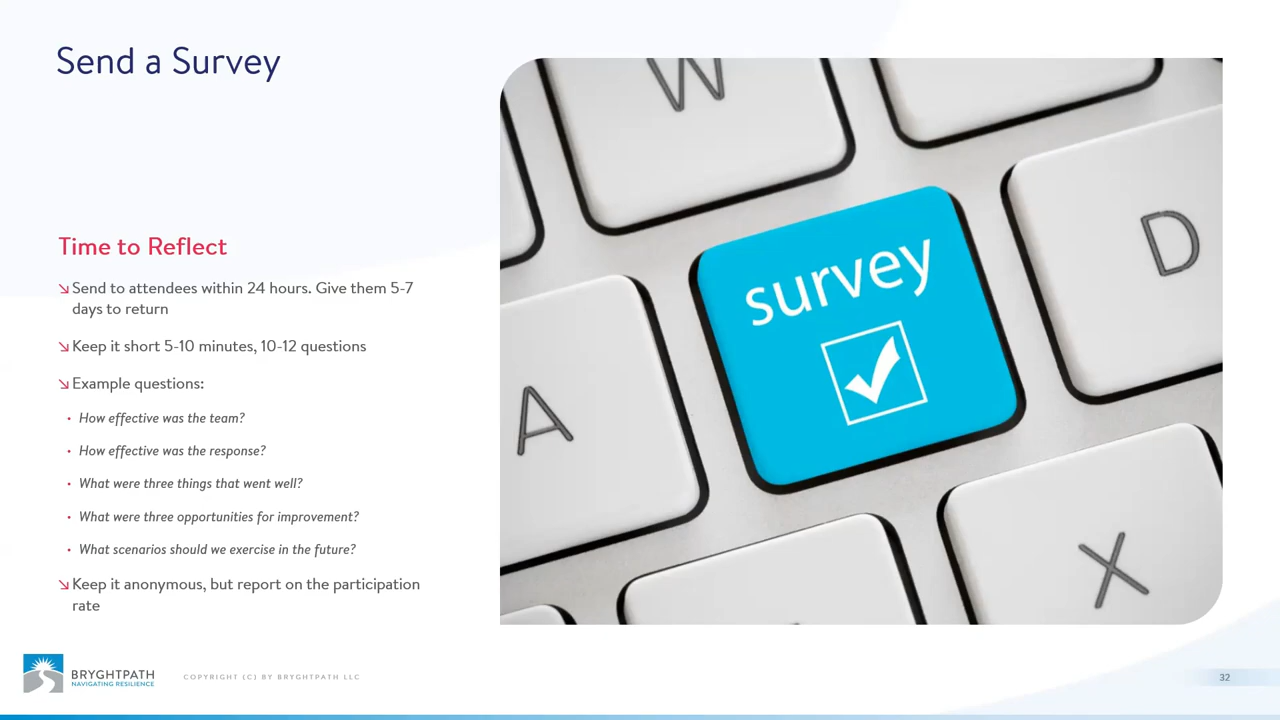 Send a Survey
Time to Reflect
Send to attendees within 24 hours. Give them 5-7
days to return
Keep it short 5-10 minutes, 10-12 questions
Example questions:
How effective was the team?
How effective was the response?
What were three things that went well?
What were three opportunities for improvement?
What scenarios should we exercise in the future?
Keep it anonymous, but report on the participation
rate
W
D
survey
A
X
BRYGHTPATH
NAVIGATING RESILIENCE
COPYRIGHT (C) BY BRYGHTPATH LLC
32